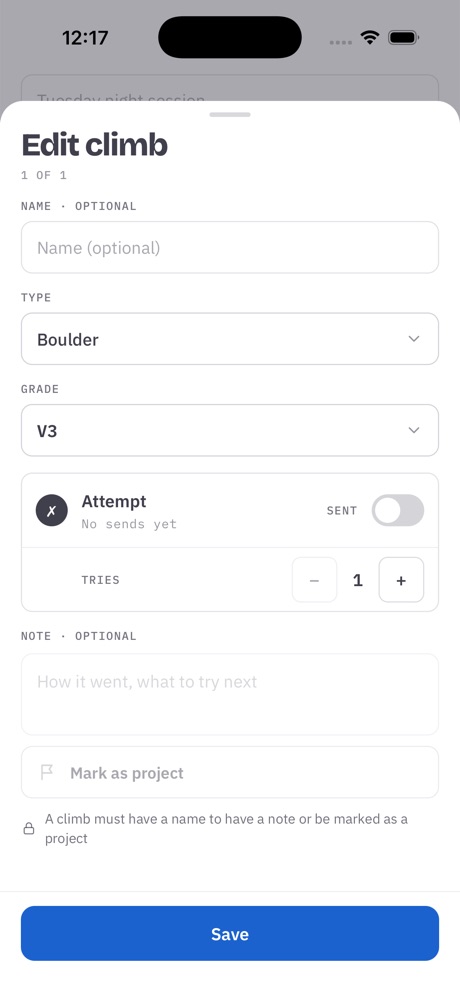 12:17
Tuesday night session
Edit climb
1 OF 1
NAME · OPTIONAL
Name (optional)
TYPE
Boulder
GRADE
V3
✗
Attempt
No sends yet
SENT
TRIES
− 1 +
NOTE · OPTIONAL
How it went, what to try next
Mark as project
A climb must have a name to have a note or be marked as a
project
Save